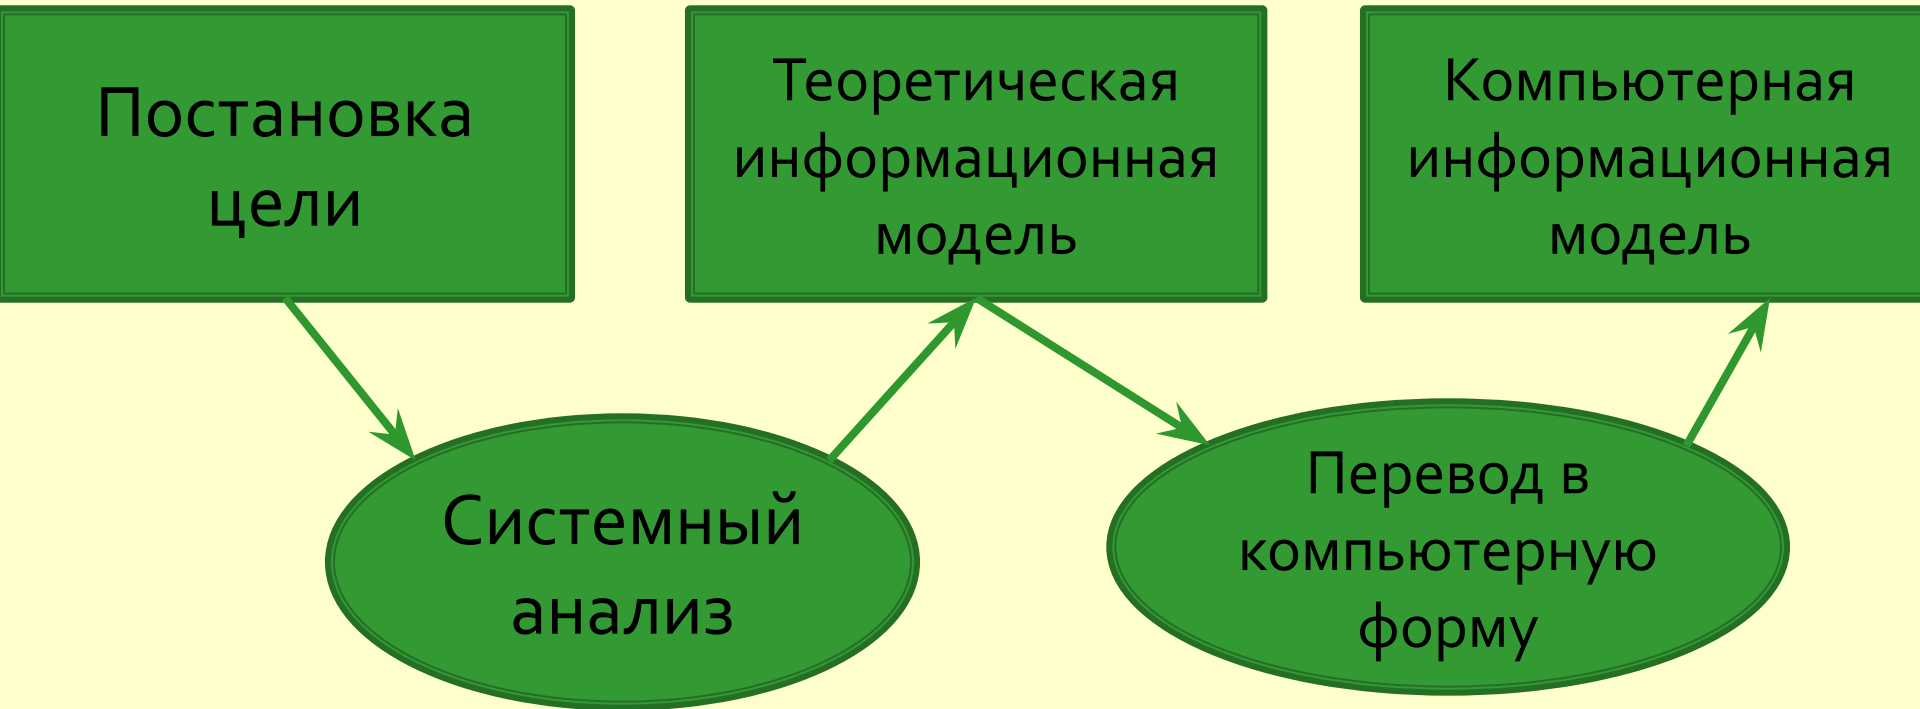 Постановка
цели
Теоретическая
информационная
модель
Компьютерная
информационная
модель
Системный
анализ
Перевод в
компьютерную
форму